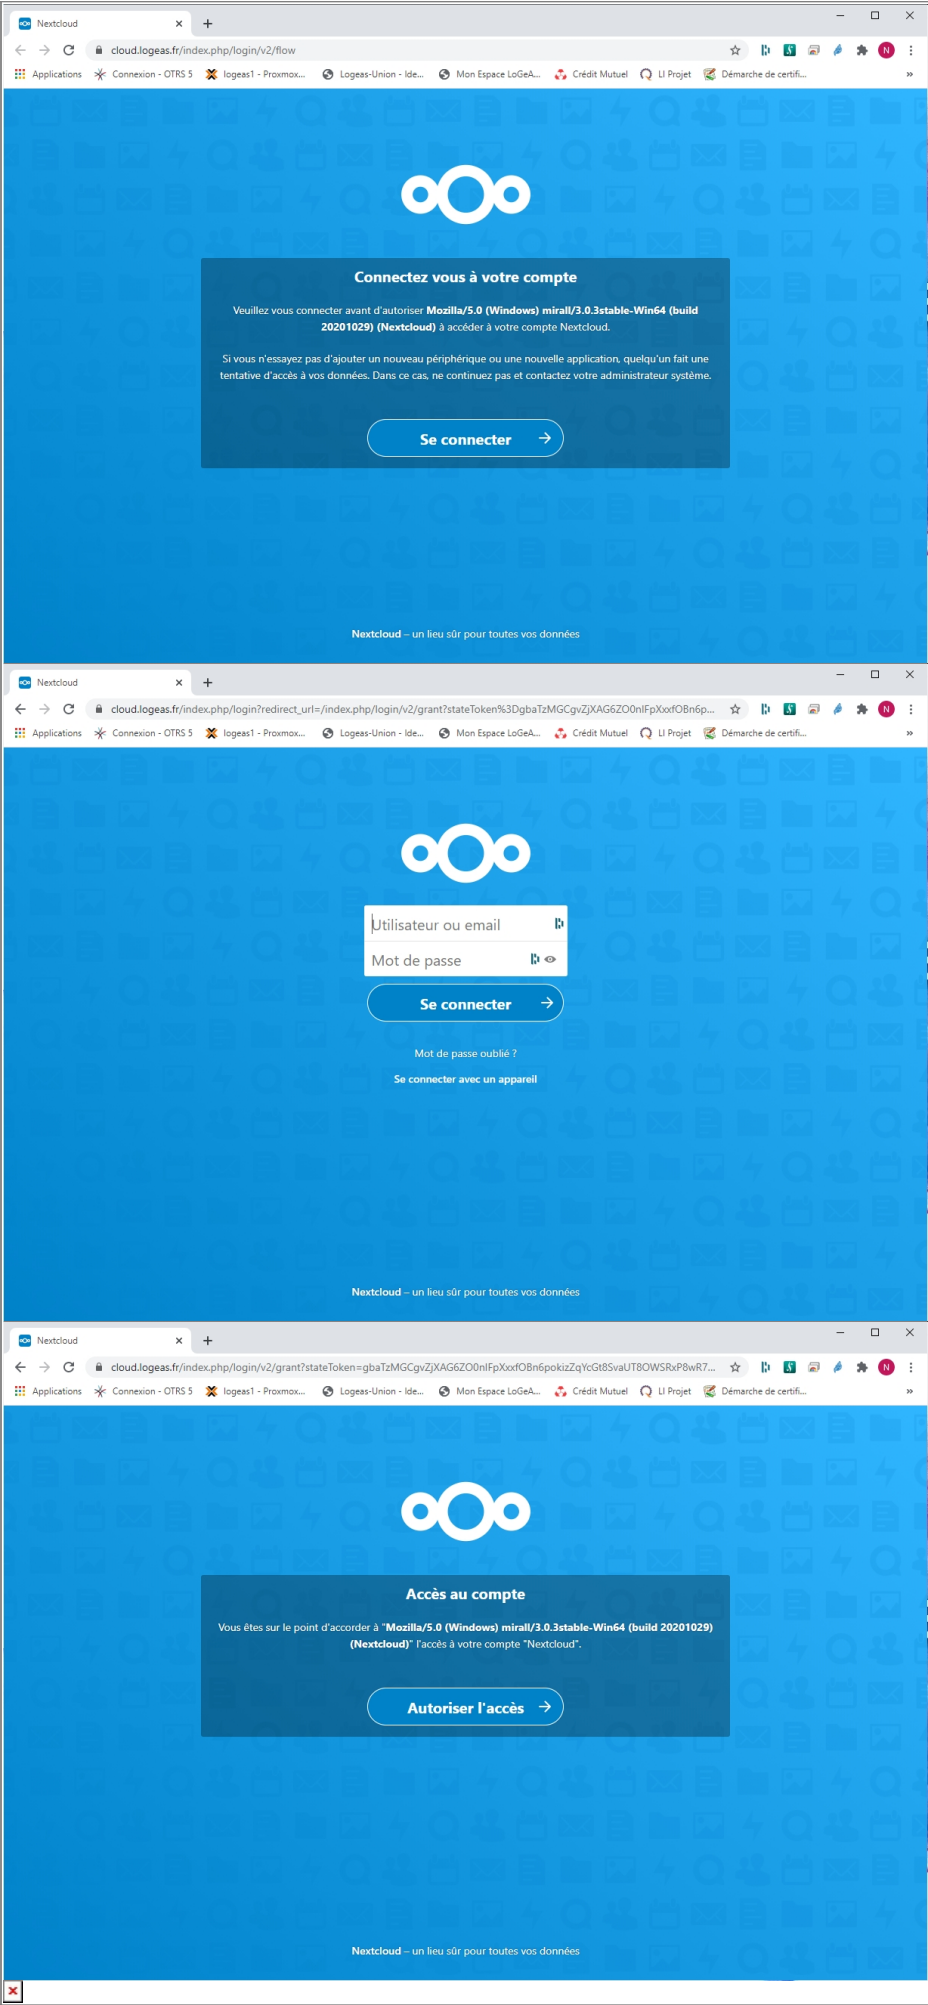 Nextcloud
cloud.logeas.fr/index.php/login/v2/flow
N
Applications Connexion - OTRS 5 logeas1 - Proxmox... Logeas-Union - Ide... Mon Espace LoGeA... Crédit Mutuel LI Projet Démarche de certifi... »
Connectez vous à votre compte
Veuillez vous connecter avant d'autoriser Mozilla/5.0 (Windows) mirall/3.0.3stable-Win64 (build
20201029) (Nextcloud) à accéder à votre compte Nextcloud.
Si vous n'essayez pas d'ajouter un nouveau périphérique ou une nouvelle application, quelqu'un fait une
tentative d'accès à vos données. Dans ce cas, ne continuez pas et contactez votre administrateur système.
Se connecter
Nextcloud – un lieu sûr pour toutes vos données
Nextcloud
cloud.logeas.fr/index.php/login?redirect_url=/index.php/login/v2/grant?stateToken%3DgbaTzMGCgvZjXAG6ZO0nIFpXxxfOBn6p...
N
Applications Connexion - OTRS 5 logeas1 - Proxmox... Logeas-Union - Ide... Mon Espace LoGeA... Crédit Mutuel LI Projet Démarche de certifi... »
Utilisateur ou email
Mot de passe
Se connecter
Mot de passe oublié ?
Se connecter avec un appareil
Nextcloud – un lieu sûr pour toutes vos données
Nextcloud
cloud.logeas.fr/index.php/login/v2/grant?stateToken=gbaTzMGCgvZjXAG6ZO0nIFpXxxfOBn6pokizZqYcGt8SvaUT8OWSRxP8wR7...
N
Applications Connexion - OTRS 5 logeas1 - Proxmox... Logeas-Union - Ide... Mon Espace LoGeA... Crédit Mutuel LI Projet Démarche de certifi... »
Accès au compte
Vous êtes sur le point d'accorder à "Mozilla/5.0 (Windows) mirall/3.0.3stable-Win64 (build 20201029)
(Nextcloud)" l'accès à votre compte "Nextcloud".
Autoriser l'accès
Nextcloud – un lieu sûr pour toutes vos données